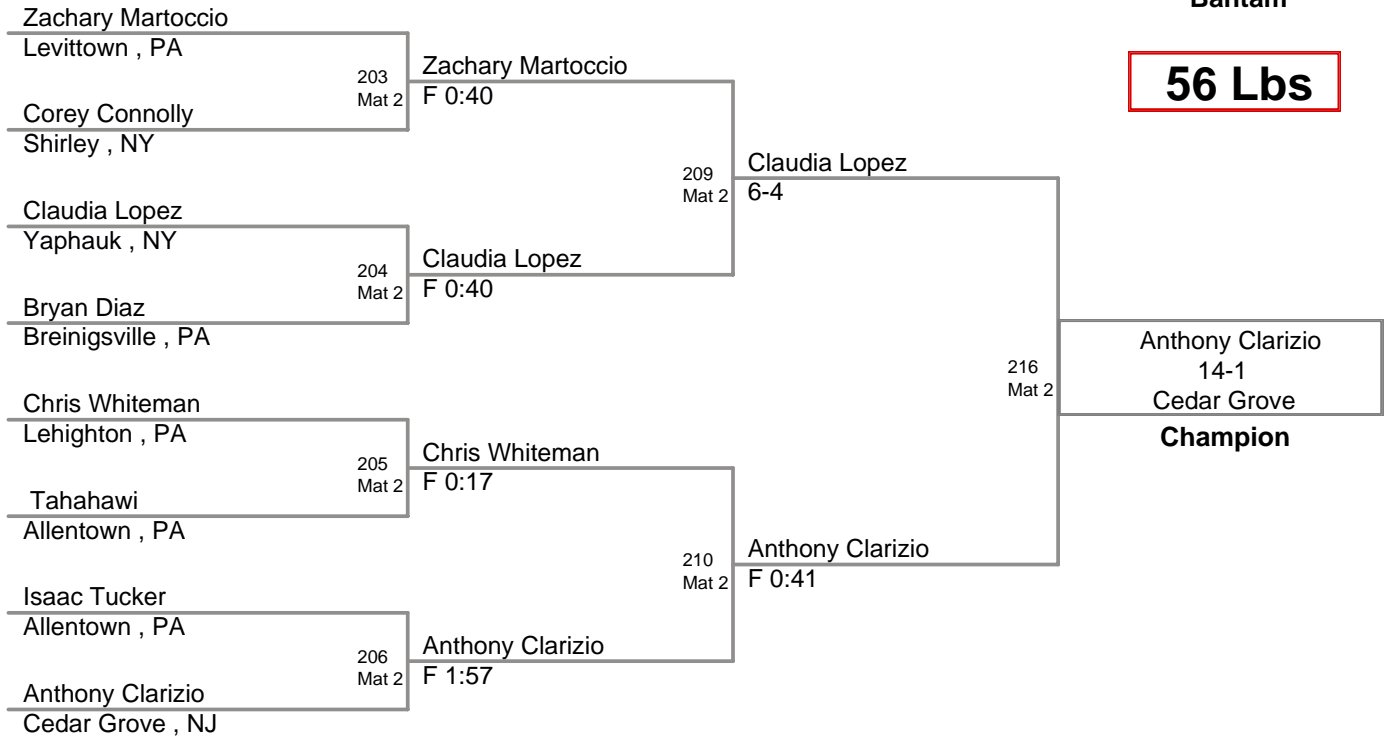 Bantam
56 Lbs
Zachary Martoccio
Levittown , PA
203
Mat 2
Corey Connolly
Shirley , NY
Zachary Martoccio
F 0:40
Claudia Lopez
Yaphauk , NY
204
Mat 2
Bryan Diaz
Breinigsville , PA
Claudia Lopez
F 0:40
209
Mat 2
Claudia Lopez
6-4
Chris Whiteman
Lehighton , PA
205
Mat 2
Tahahawi
Allentown , PA
Chris Whiteman
F 0:17
Isaac Tucker
Allentown , PA
206
Mat 2
Anthony Clarizio
Cedar Grove , NJ
Anthony Clarizio
F 1:57
210
Mat 2
Anthony Clarizio
F 0:41
216
Mat 2
Anthony Clarizio
14-1
Cedar Grove
Champion